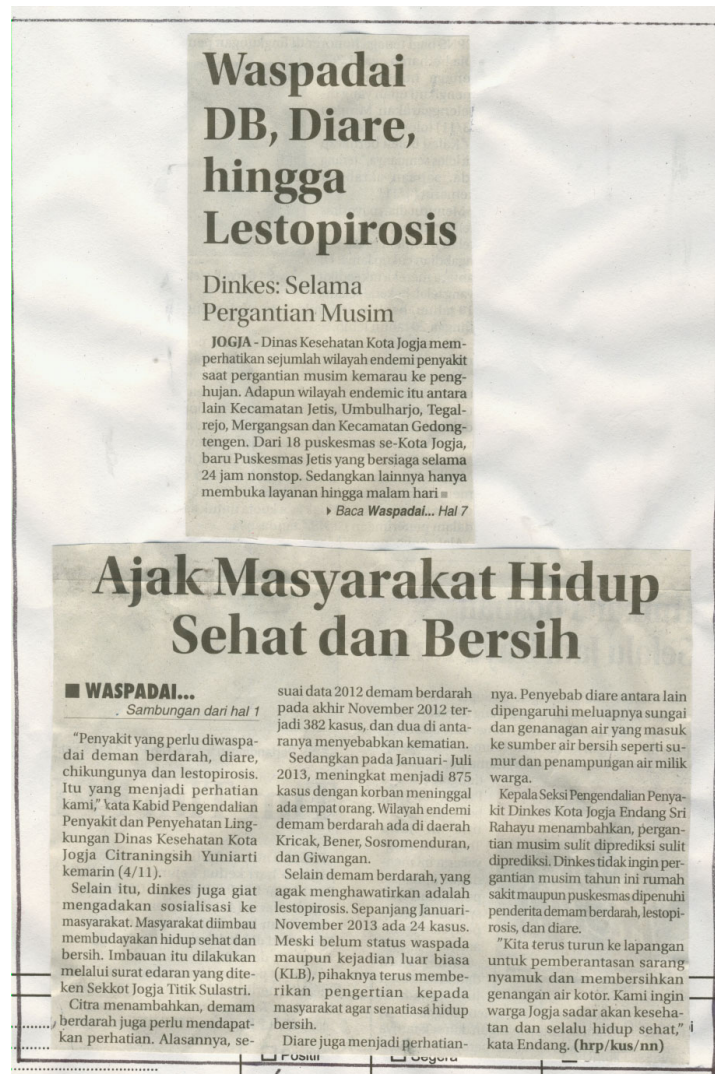 Waspadai
DB, Diare,
hingga
Lestopirosis
Dinkes: Selama
Pergantian Musim
JOGJA - Dinas Kesehatan Kota Jogja mem-
perhatikan sejumlah wilayah endemi penyakit
saat pergantian musim kemarau ke peng-
hujan. Adapun wilayah endemic itu antara
lain Kecamatan Jetis, Umbulharjo, Tegal-
rejo, Mergangsan dan Kecamatan Gedong-
tengen. Dari 18 puskesmas se-Kota Jogja,
baru Puskesmas Jetis yang bersiaga selama
24 jam nonstop. Sedangkan lainnya hanya
membuka layanan hingga malam hari
Baca Waspadai... Hal 7
Ajak Masyarakat Hidup
Sehat dan Bersih
WASPADAI...
Sambungan dari hal 1
"Penyakit yang perlu diwaspa-
dai deman berdarah, diare,
chikungunya dan lestopirosis.
Itu yang menjadi perhatian
kami," kata Kabid Pengendalian
Penyakit dan Penyehatan Ling-
kungan Dinas Kesehatan Kota
Jogja Citraningsih Yuniarti
kemarin (4/11).
Selain itu, dinkes juga giat
mengadakan sosialisasi ke
masyarakat. Masyarakat diimbau
membudayakan hidup sehat dan
bersih. Imbauan itu dilakukan
melalui surat edaran yang dite-
ken Sekkot Jogja Titik Sulastri.
Citra menambahkan, demam
berdarah juga perlu mendapat-
kan perhatian. Alasannya, se-
suai data 2012 demam berdarah
pada akhir November 2012 ter-
jadi 382 kasus, dan dua di anta-
ranya menyebabkan kematian.
Sedangkan pada Januari- Juli
2013, meningkat menjadi 875
kasus dengan korban meninggal
ada empat orang. Wilayah endemi
demam berdarah ada di daerah
Kricak, Bener, Sosromenduran,
dan Giwangan.
Selain demam berdarah, yang
agak menghawatirkan adalah
lestopirosis. Sepanjang Januari-
November 2013 ada 24 kasus.
Meski belum status waspada
maupun kejadian luar biasa
(KLB), pihaknya terus membe-
rikan pengertian kepada
masyarakat agar senatiasa hidup
bersih.
Diare juga menjadi perhatian-
nya. Penyebab diare antara lain
dipengaruhi meluapnya sungai
dan genanagan air yang masuk
ke sumber air bersih seperti su-
mur dan penampungan air milik
warga.
Kepala Seksi Pengendalian Penya-
kit Dinkes Kota Jogja Endang Sri
Rahayu menambahkan, pergan-
tian musim sulit diprediksi sulit
diprediksi. Dinkes tidak ingin per-
gantian musim tahun ini rumah
sakit maupun puskesmas dipenuhi
penderita demam berdarah, lestopi-
rosis, dan diare.
"Kita terus turun ke lapangan
untuk pemberantasan sarang
nyamuk dan membersihkan
genangan air kotor. Kami ingin
warga Jogja sadar akan keseha-
tan dan selalu hidup sehat,"
kata Endang. (hrp/kus/nn)